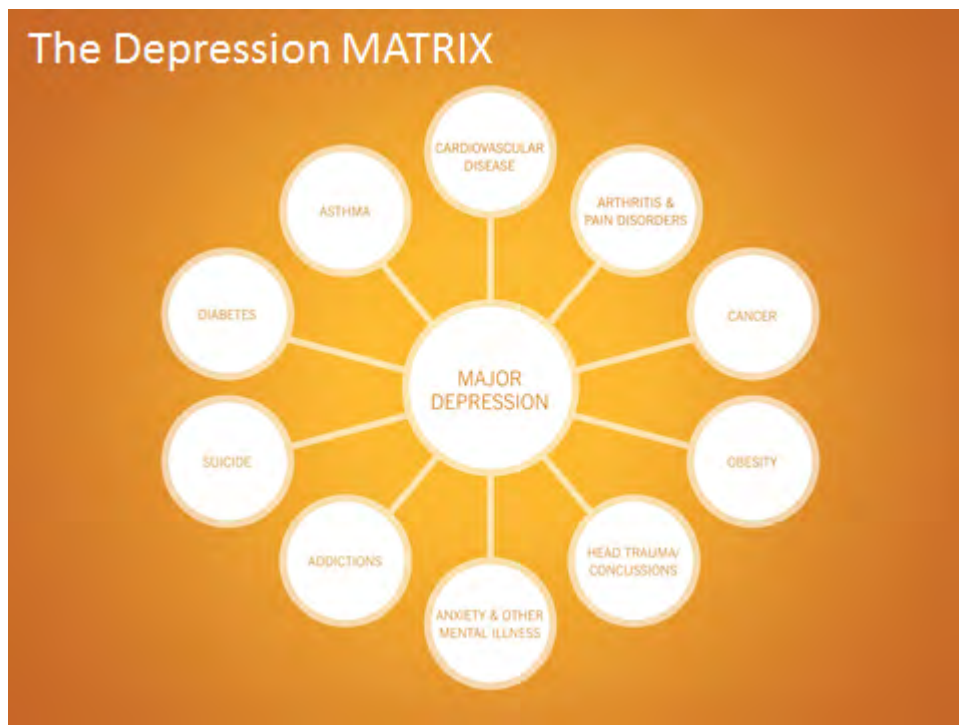 The Depression MATRIX
CARDIOVASCULAR
DISEASE
ARTHRITIS &
PAIN DISORDERS
CANCER
OBESITY
HEAD TRAUMA/
CONCUSSIONS
ANXIETY & OTHER
MENTAL ILLNESS
ADDICTIONS
SUICIDE
DIABETES
ASTHMA
MAJOR
DEPRESSION